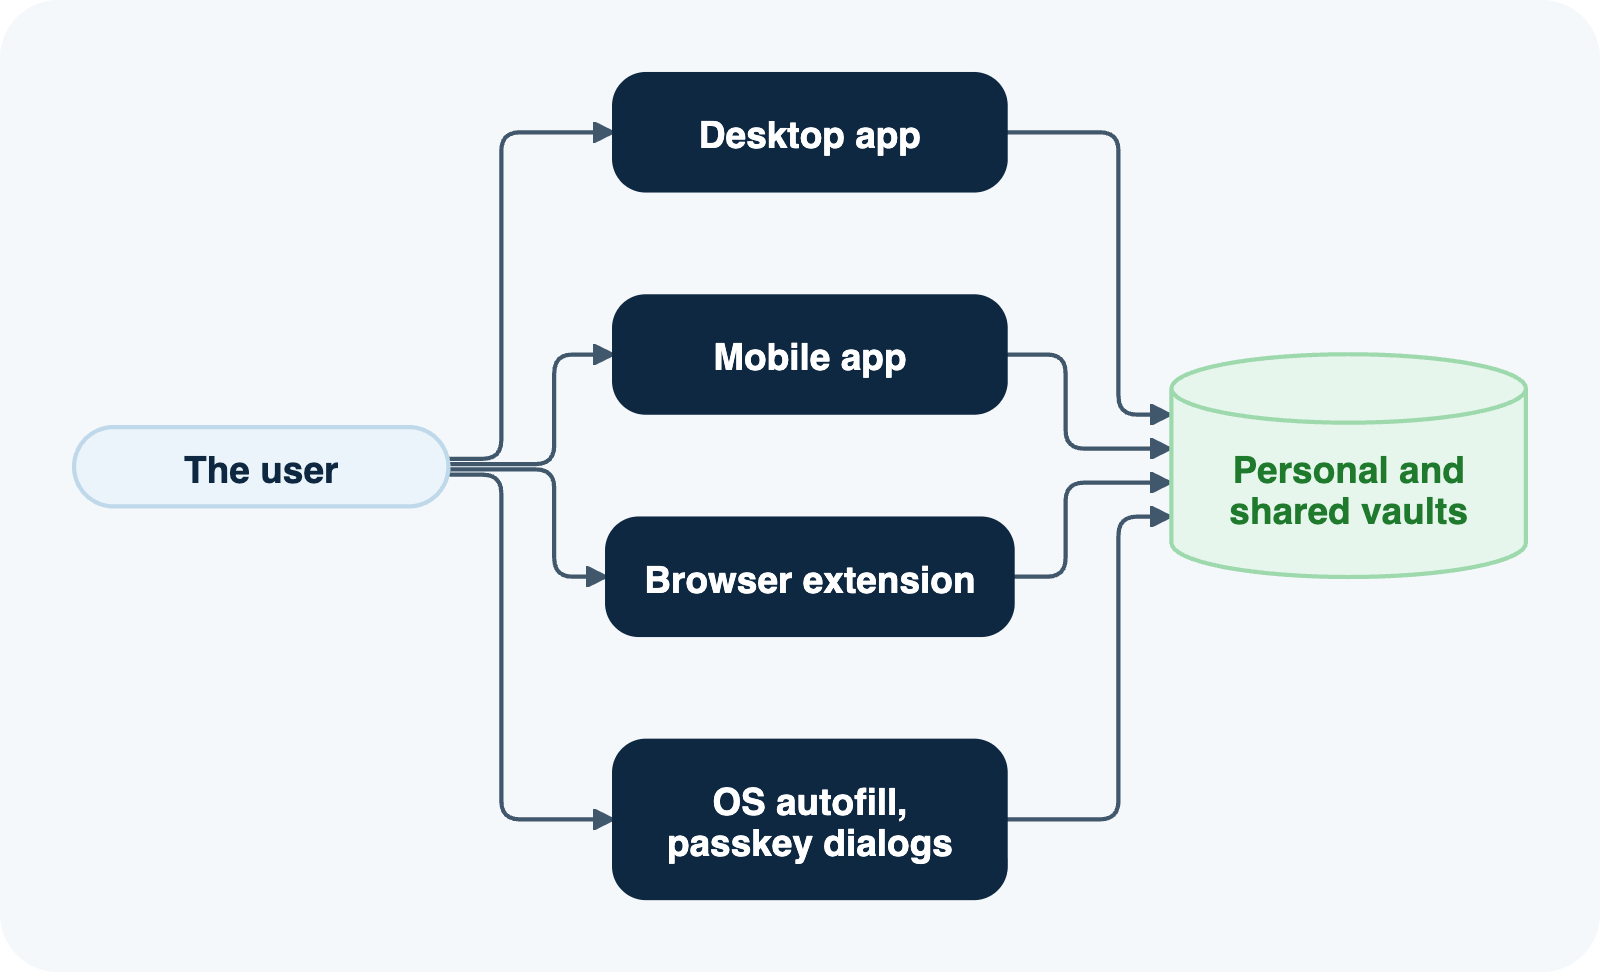 Desktop app
Mobile app
The user
Personal and
shared vaults
Browser extension
OS autofill,
passkey dialogs